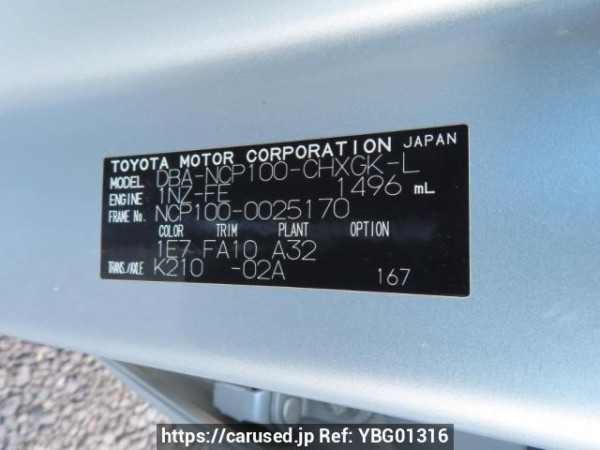 TOYOTA MOTOR CORPORATION JAPAN
MODEL DBA-NCP100-CHXGK-L
ENGINE 1NZ-FE 1496 mL
FRAME No. NCP100-0025170
COLOR TRIM PLANT OPTION
1E7 FA10 A32
TRANS./AXLE K210 -02A 167
https://carused.jp Ref: YBG01316